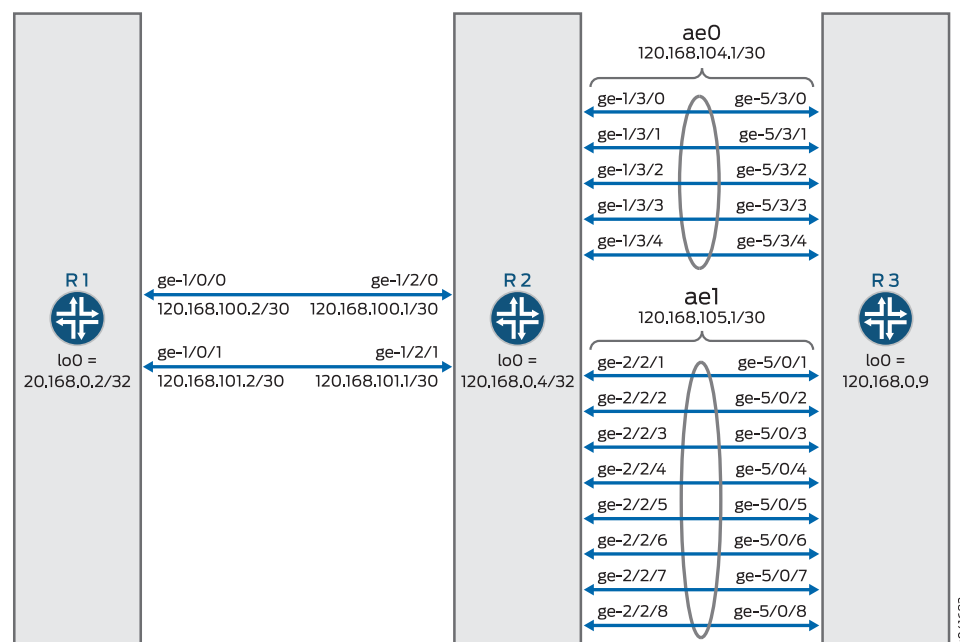 ae0
120.168.104.1/30
ge-1/3/0 ge-5/3/0
ge-1/3/1 ge-5/3/1
ge-1/3/2 ge-5/3/2
ge-1/3/3 ge-5/3/3
ge-1/3/4 ge-5/3/4
R 1
lo0 =
20.168.0.2/32
ge-1/0/0 ge-1/2/0
120.168.100.2/30 120.168.100.1/30
ge-1/0/1 ge-1/2/1
120.168.101.2/30 120.168.101.1/30
R 2
lo0 =
120.168.0.4/32
R 3
lo0 =
120.168.0.9
ae1
120.168.105.1/30
ge-2/2/1 ge-5/0/1
ge-2/2/2 ge-5/0/2
ge-2/2/3 ge-5/0/3
ge-2/2/4 ge-5/0/4
ge-2/2/5 ge-5/0/5
ge-2/2/6 ge-5/0/6
ge-2/2/7 ge-5/0/7
ge-2/2/8 ge-5/0/8